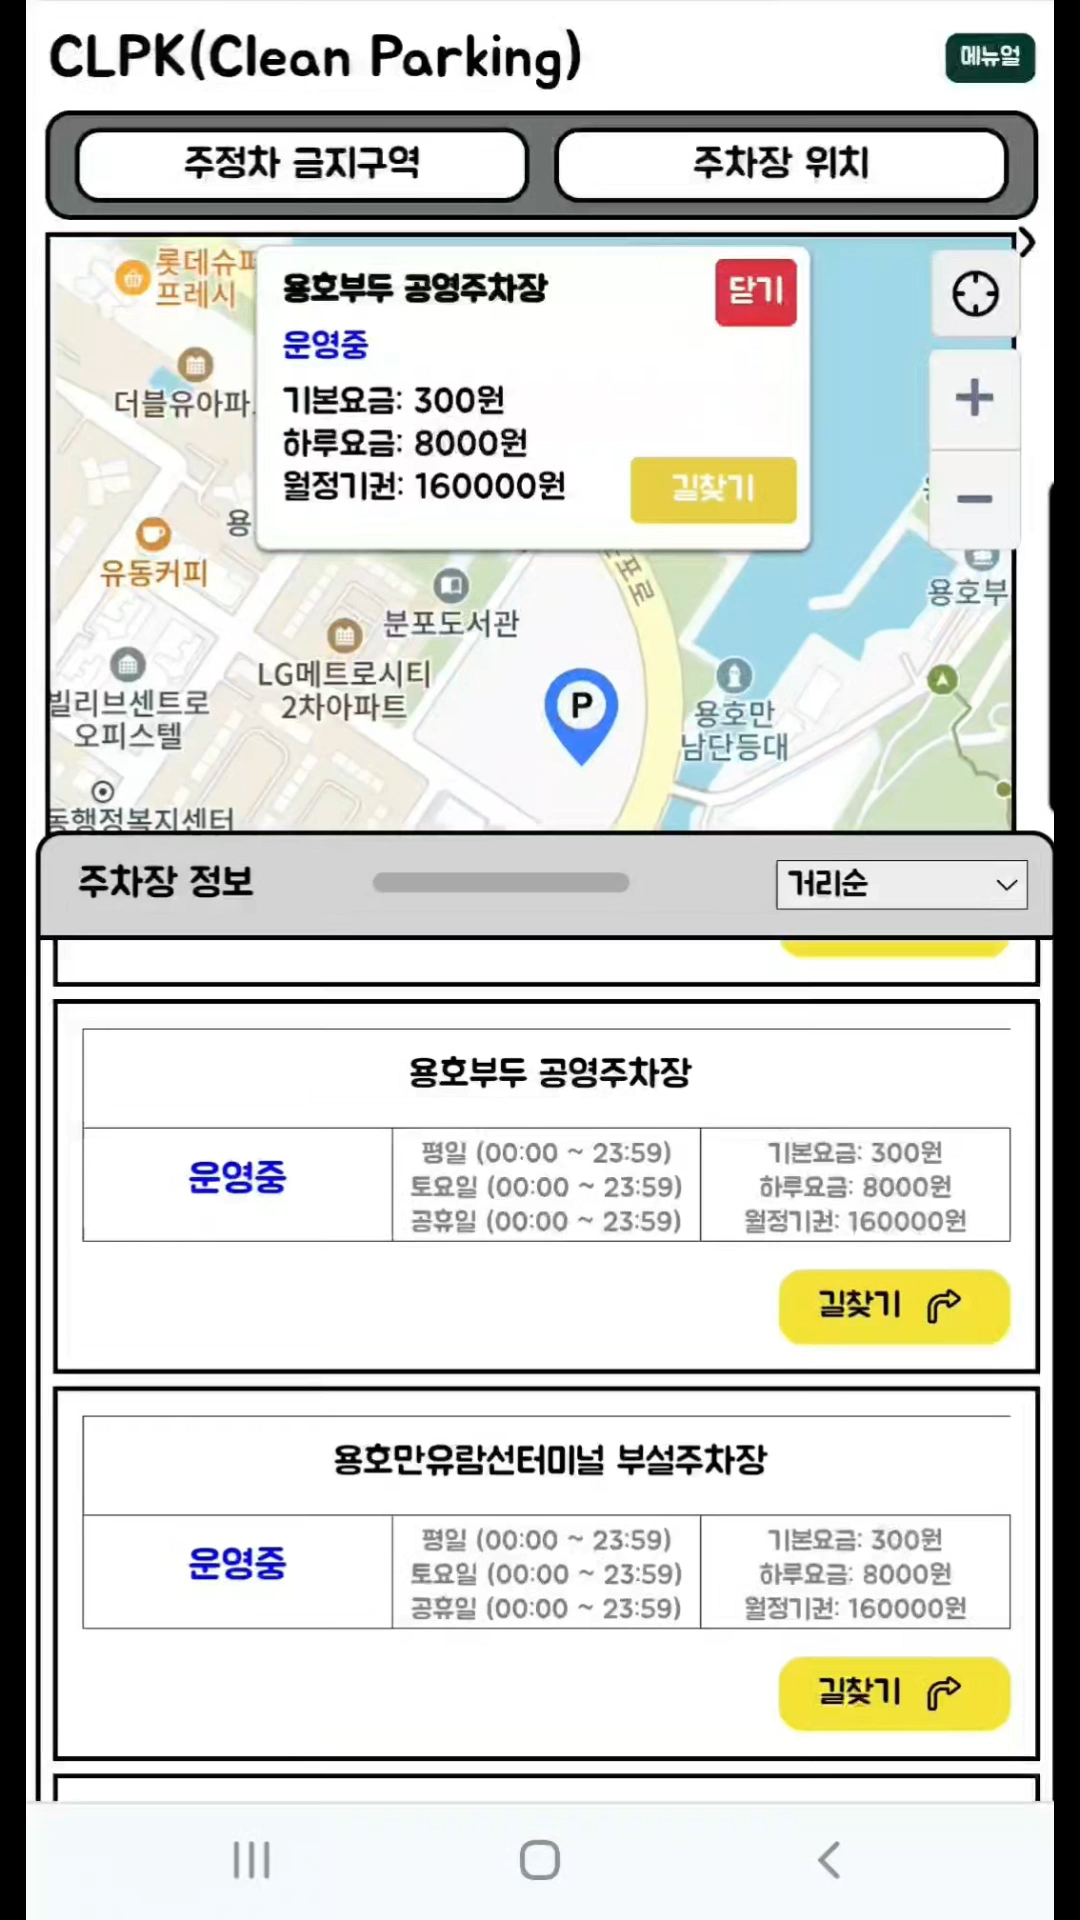 CLPK(Clean Parking)
메뉴얼
주정차 금지구역
주차장 위치
롯데슈퍼
프레시
더블유아파.
용
유동커피
분포도서관
LG메트로시티
2차아파트
빌리브센트로
오피스텔
동행정복지센터
포로
용호만
남단등대
용호부
용호부두 공영주차장
닫기
운영중
기본요금: 300원
하루요금: 8000원
월정기권: 160000원
길찾기
P
주차장 정보
거리순
용호부두 공영주차장
운영중
평일 (00:00 ~ 23:59)
토요일 (00:00 ~ 23:59)
공휴일 (00:00 ~ 23:59)
기본요금: 300원
하루요금: 8000원
월정기권: 160000원
길찾기
용호만유람선터미널 부설주차장
운영중
평일 (00:00 ~ 23:59)
토요일 (00:00 ~ 23:59)
공휴일 (00:00 ~ 23:59)
기본요금: 300원
하루요금: 8000원
월정기권: 160000원
길찾기